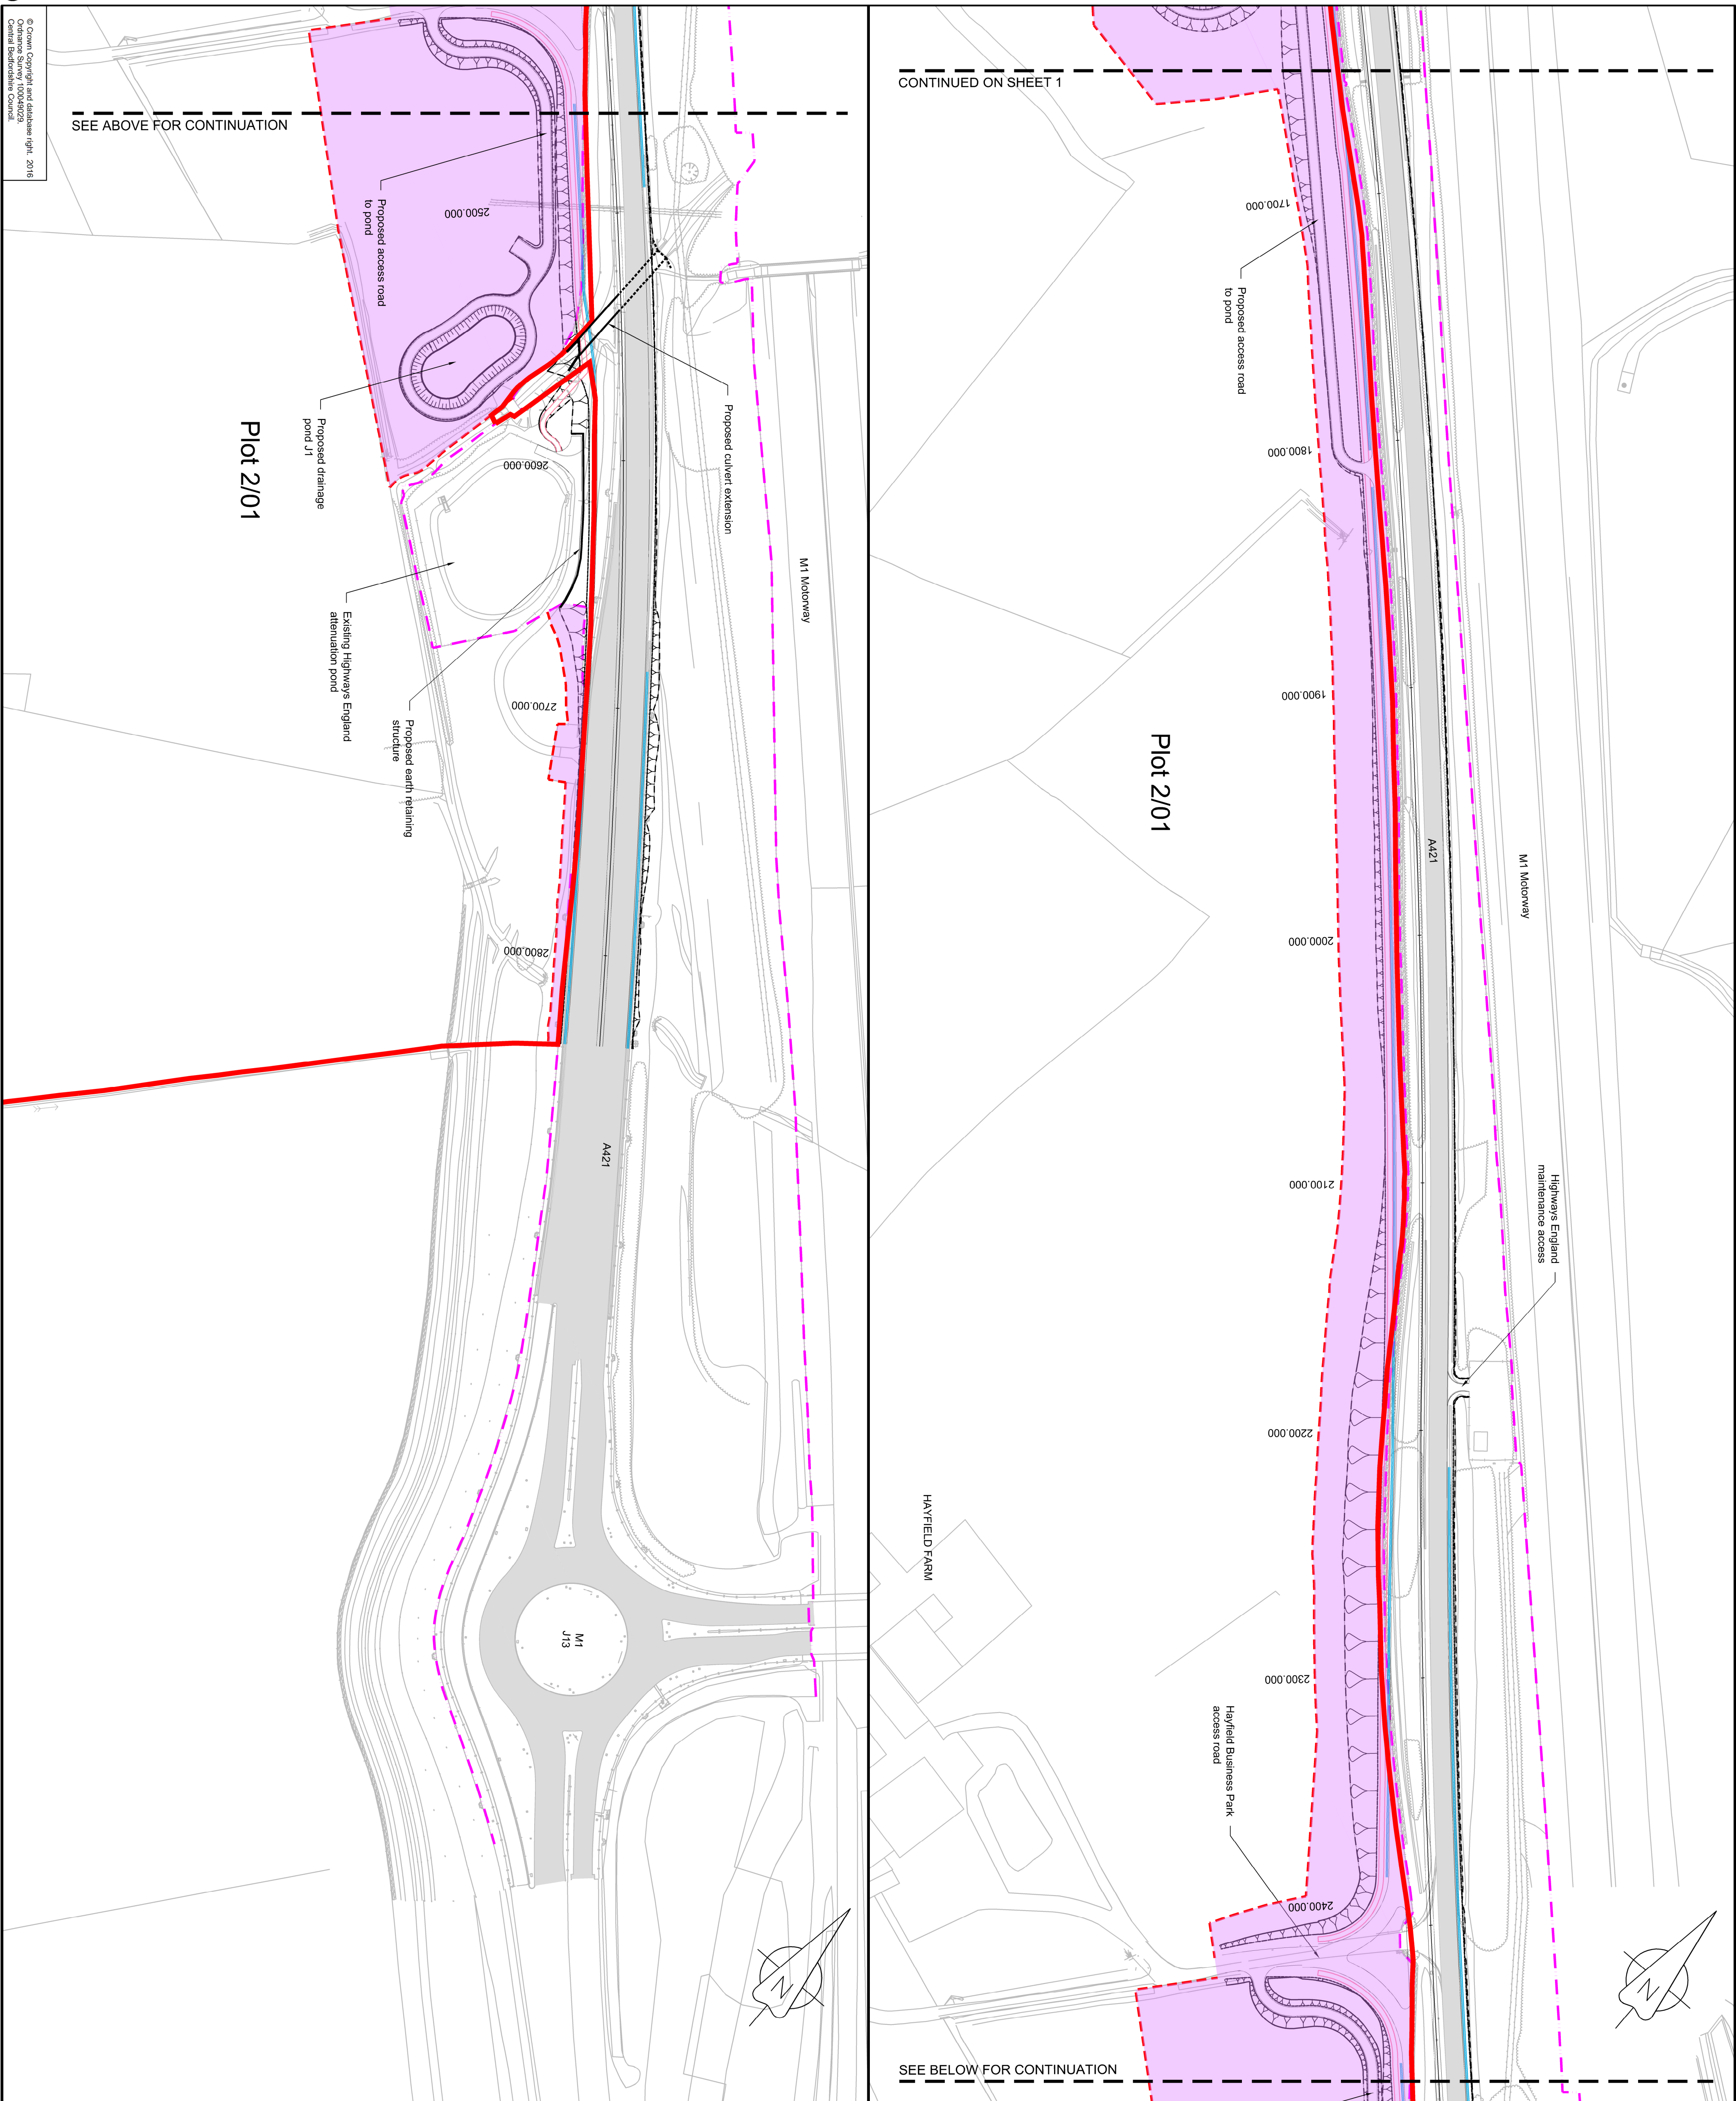 CONTINUED ON SHEET 1
1700.000
Proposed access road
to pond
1800.000
1900.000
Plot 2/01
A421
M1 Motorway
2000.000
2100.000
Highways England
maintenance access
2200.000
HAYFIELD FARM
2300.000
Hayfield Business Park
access road
2400.000
N
SEE BELOW FOR CONTINUATION
SEE ABOVE FOR CONTINUATION
Proposed access road
to pond
2500.000
Proposed drainage
pond J1
Plot 2/01
Proposed culvert extension
2600.000
M1 Motorway
Existing Highways England
attenuation pond
2700.000
Proposed earth retaining
structure
2800.000
A421
M1
J13
N
© Crown Copyright and database right. 2016
Ordnance Survey 100049029.
Central Bedfordshire Council.